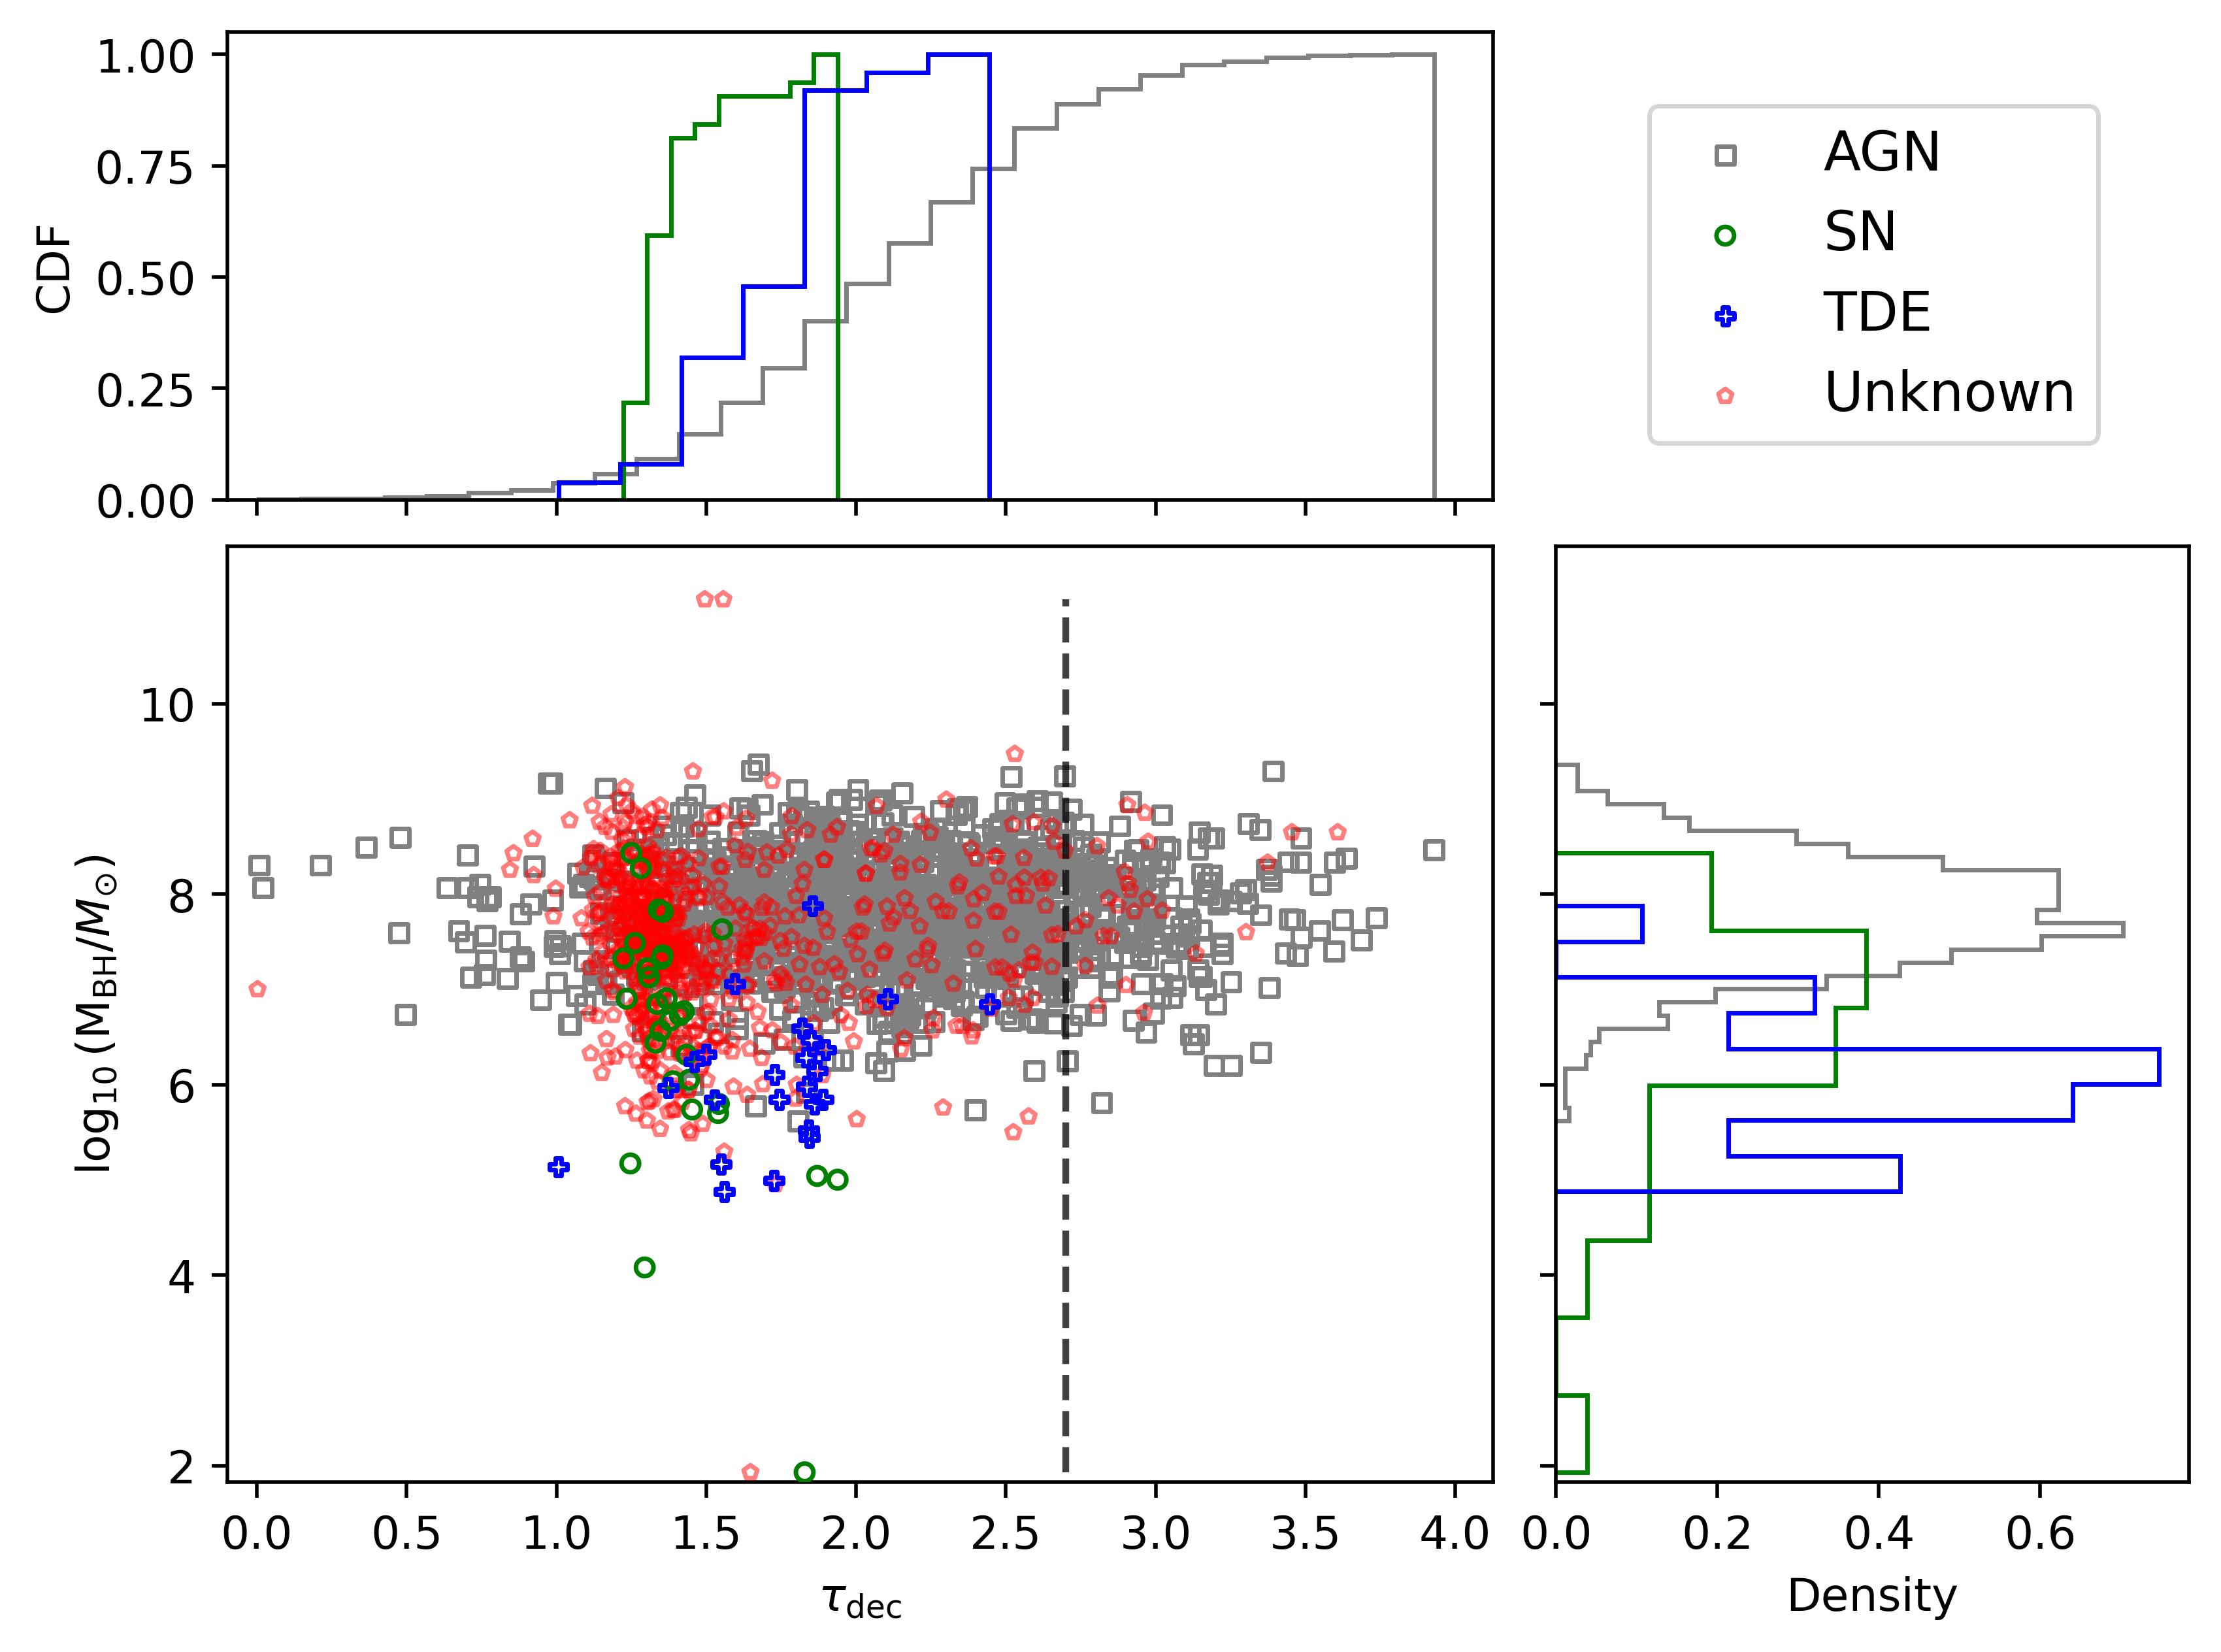 1.00
0.75
0.50
0.25
0.00
CDF
AGN
SN
TDE
Unknown
10
8
6
4
2
log₁₀ (M_BH/M_⊙)
0.0 0.5 1.0 1.5 2.0 2.5 3.0 3.5 4.0
τ_dec
0.0 0.2 0.4 0.6
Density